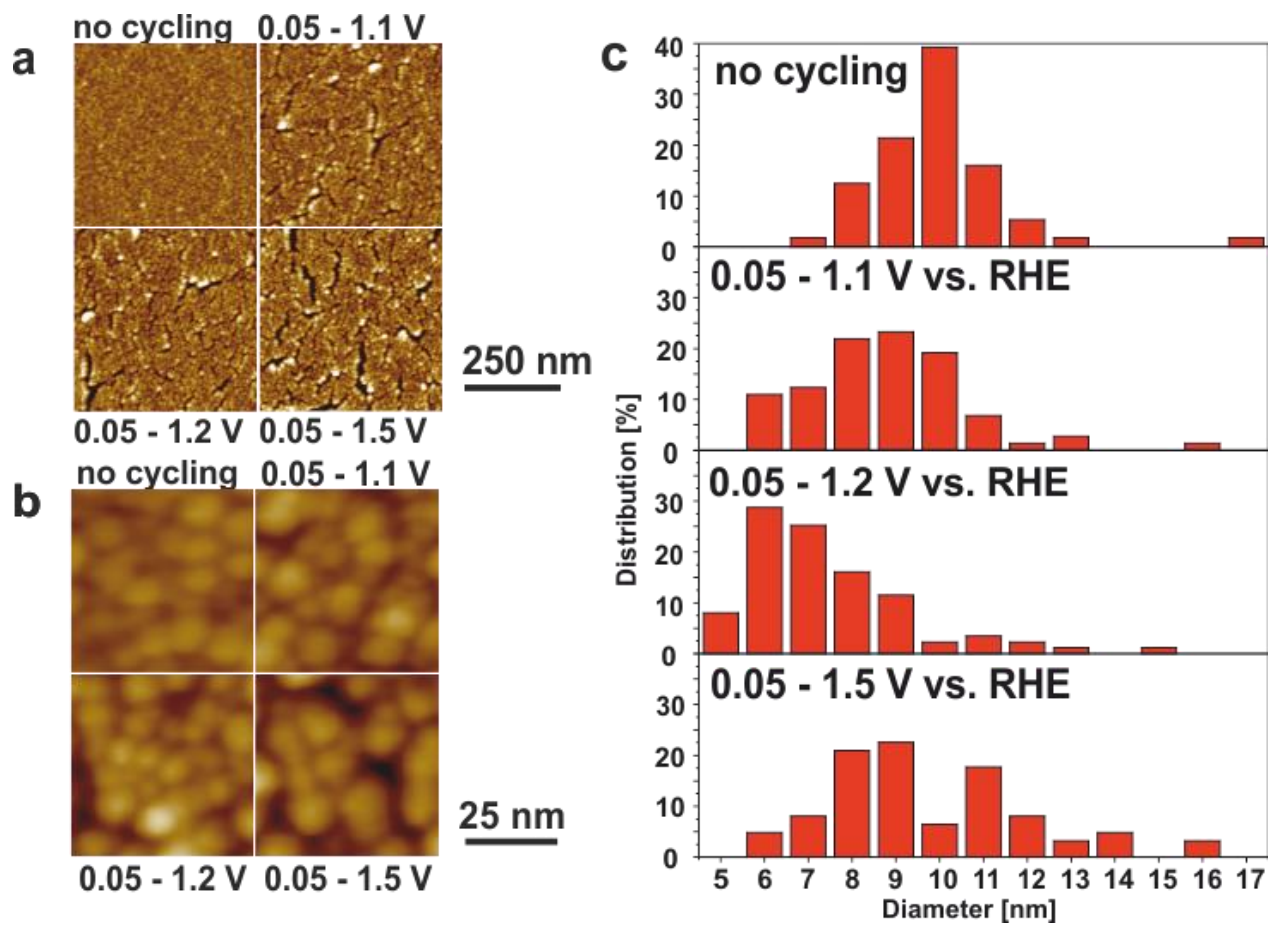 a
no cycling 0.05 - 1.1 V
0.05 - 1.2 V 0.05 - 1.5 V
250 nm
b
no cycling 0.05 - 1.1 V
0.05 - 1.2 V 0.05 - 1.5 V
25 nm
c
Distribution [%]
no cycling
40
30
20
10
0
0.05 - 1.1 V vs. RHE
30
20
10
0
0.05 - 1.2 V vs. RHE
30
20
10
0
0.05 - 1.5 V vs. RHE
30
20
10
0
5 6 7 8 9 10 11 12 13 14 15 16 17
Diameter [nm]